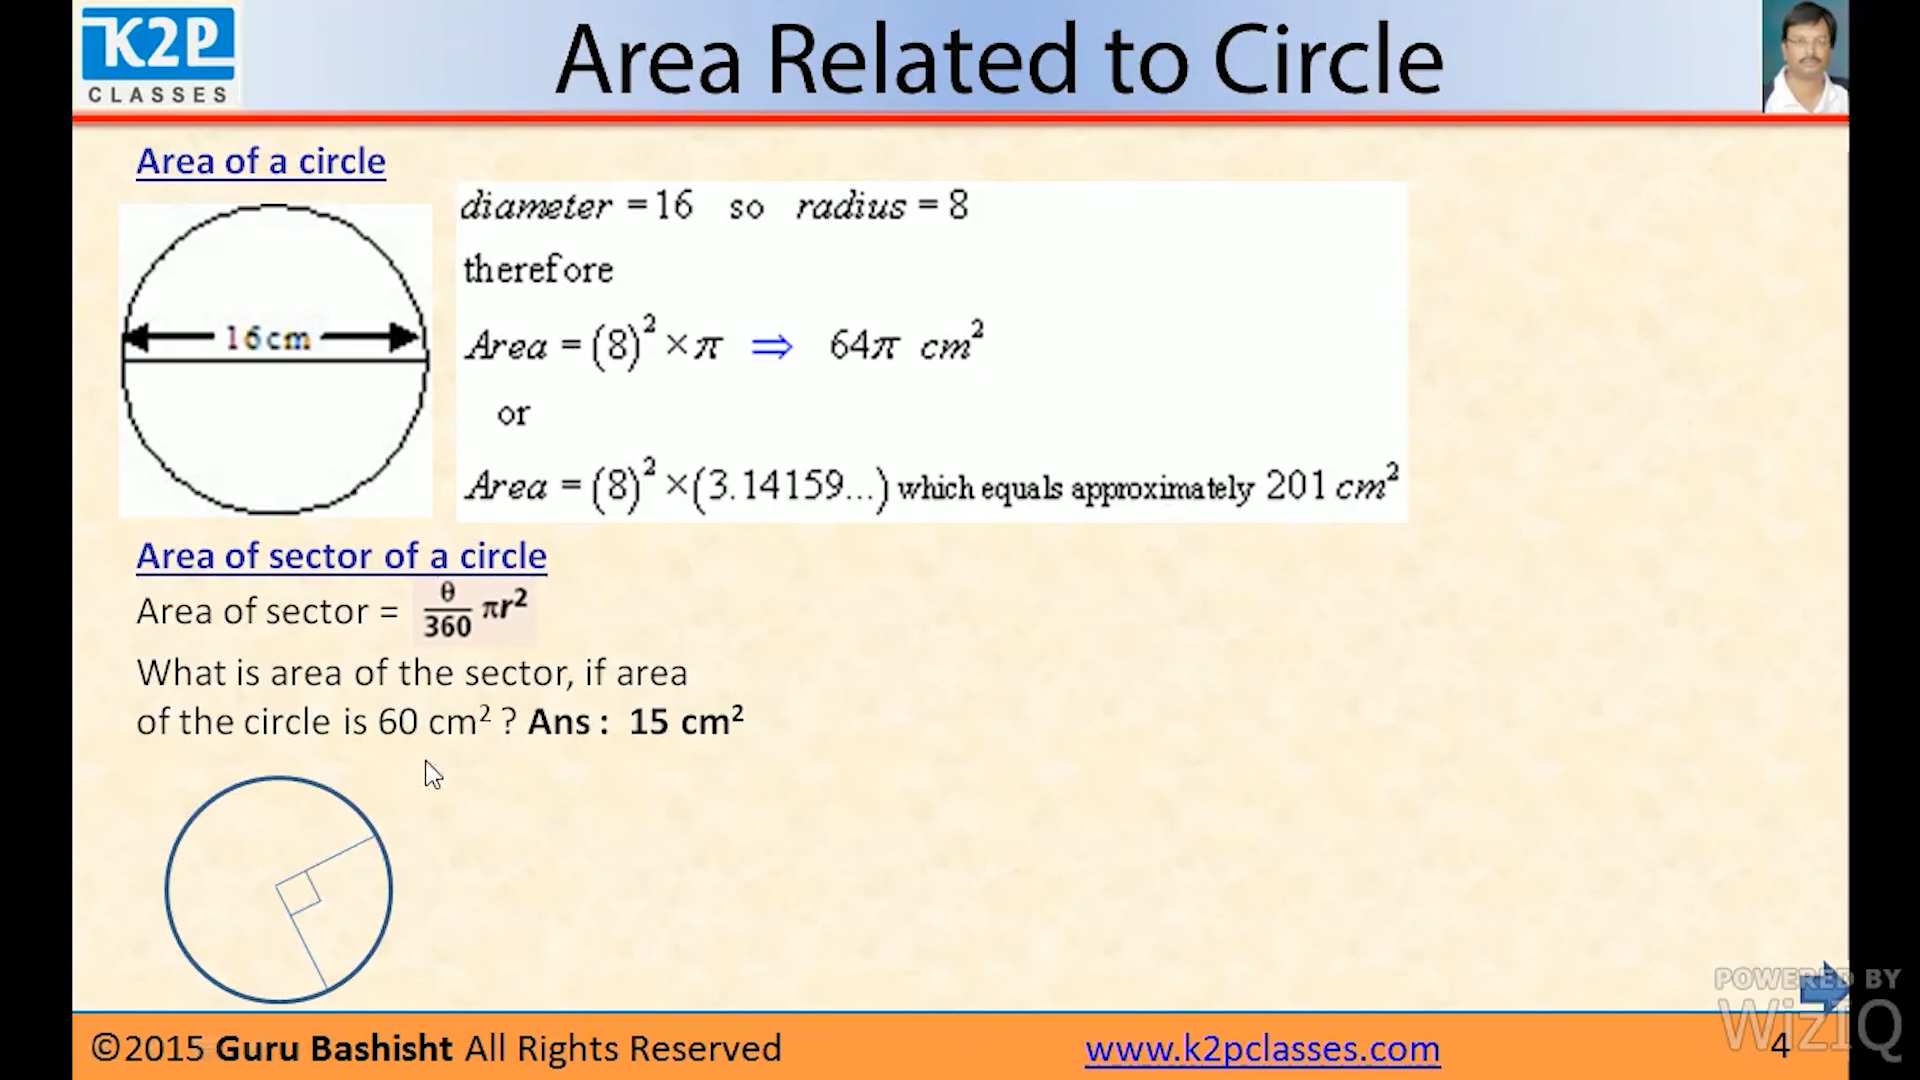 K2P
CLASSES
Area Related to Circle
Area of a circle
16cm
diameter = 16 so radius = 8
therefore
Area = (8)² × π ⇒ 64π cm²
or
Area = (8)² × (3.14159...) which equals approximately 201 cm²
Area of sector of a circle
Area of sector = θ/360 πr²
What is area of the sector, if area
of the circle is 60 cm² ? Ans : 15 cm²
POWERED BY
WizIQ
©2015 Guru Bashisht All Rights Reserved
www.k2pclasses.com
4